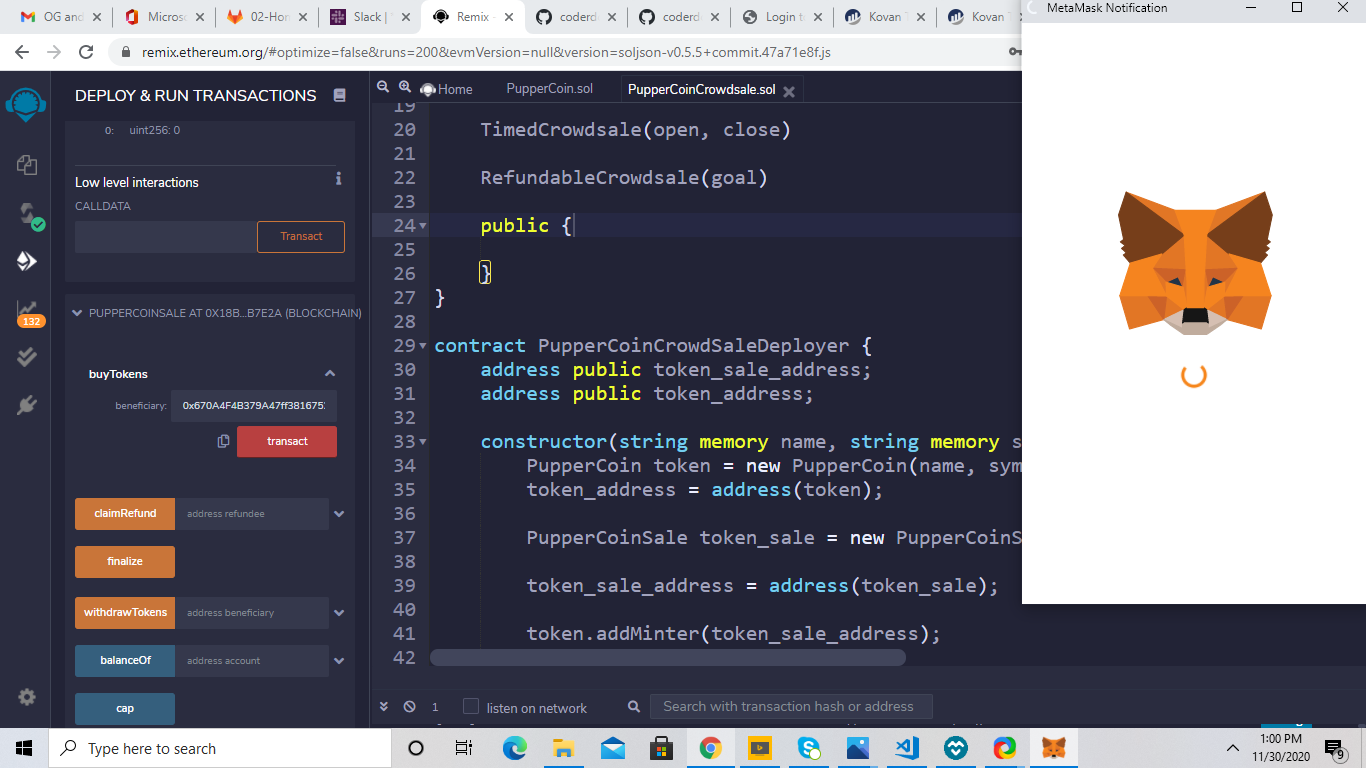 OG and
Microso
02-Hom
Slack |
Remix -
coderd-
coderd-
Login to
Kovan
Kovan
MetaMask Notification
remix.ethereum.org/#optimize=false&runs=200&evmVersion=null&version=soljson-v0.5.5+commit.47a71e8f.js
DEPLOY & RUN TRANSACTIONS
Home
PupperCoin.sol
PupperCoinCrowdsale.sol
0: uint256: 0
Low level interactions
CALLDATA
Transact
132
PUPPERCOINSALE AT 0X18B...B7E2A (BLOCKCHAIN)
buyTokens
beneficiary: 0x670A4F4B379A47ff381675
transact
claimRefund address refundee
finalize
withdrawTokens address beneficiary
balanceOf address account
cap
19
20 TimedCrowdsale(open, close)
21
22 RefundableCrowdsale(goal)
23
24 public {
25
26 }
27 }
28
29 contract PupperCoinCrowdSaleDeployer {
30 address public token_sale_address;
31 address public token_address;
32
33 constructor(string memory name, string memory s
34 PupperCoin token = new PupperCoin(name, sym
35 token_address = address(token);
36
37 PupperCoinSale token_sale = new PupperCoinS
38
39 token_sale_address = address(token_sale);
40
41 token.addMinter(token_sale_address);
42
1 listen on network Search with transaction hash or address
Type here to search
1:00 PM
11/30/2020
9